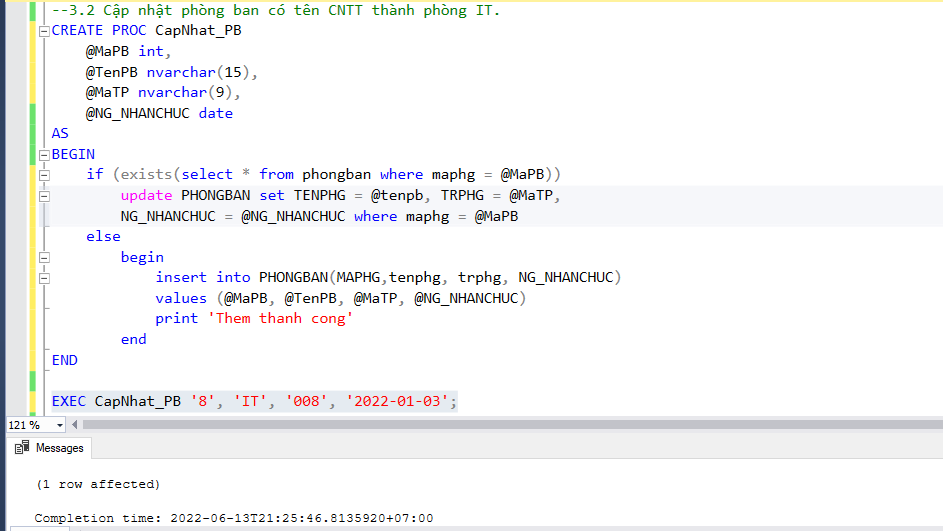 --3.2 Cập nhật phòng ban có tên CNTT thành phòng IT.
CREATE PROC CapNhat_PB
@MaPB int,
@TenPB nvarchar(15),
@MaTP nvarchar(9),
@NG_NHANCHUC date
AS
BEGIN
if (exists(select * from phongban where maphg = @MaPB))
update PHONGBAN set TENPHG = @tenpb, TRPHG = @MaTP,
NG_NHANCHUC = @NG_NHANCHUC where maphg = @MaPB
else
begin
insert into PHONGBAN(MAPHG,tenphg, trphg, NG_NHANCHUC)
values (@MaPB, @TenPB, @MaTP, @NG_NHANCHUC)
print 'Them thanh cong'
end
END
EXEC CapNhat_PB '8', 'IT', '008', '2022-01-03';
121 %
Messages
(1 row affected)
Completion time: 2022-06-13T21:25:46.8135920+07:00